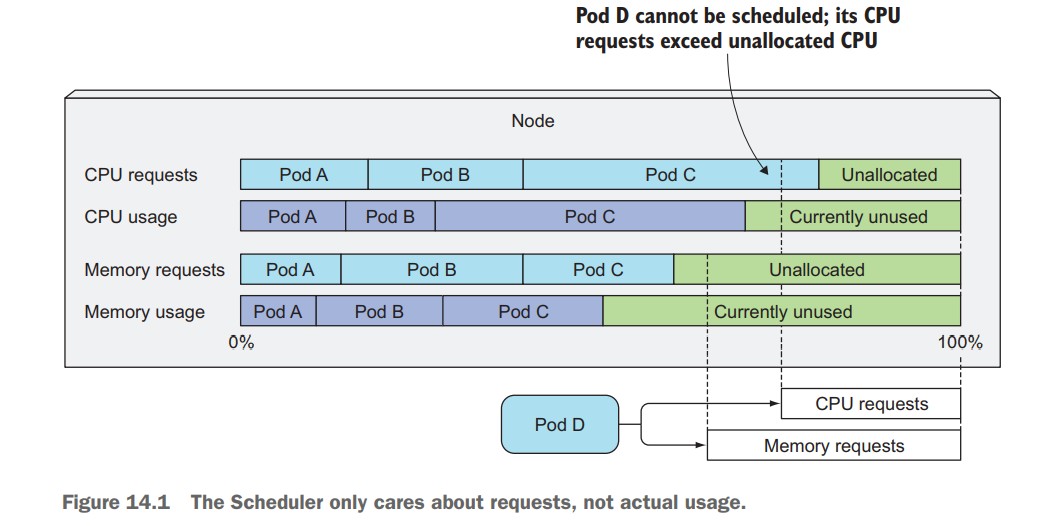 Pod D cannot be scheduled; its CPU
requests exceed unallocated CPU
Node
CPU requests Pod A Pod B Pod C Unallocated
CPU usage Pod A Pod B Pod C Currently unused
Memory requests Pod A Pod B Pod C Unallocated
Memory usage Pod A Pod B Pod C Currently unused
0% 100%
CPU requests
Pod D
Memory requests
Figure 14.1 The Scheduler only cares about requests, not actual usage.